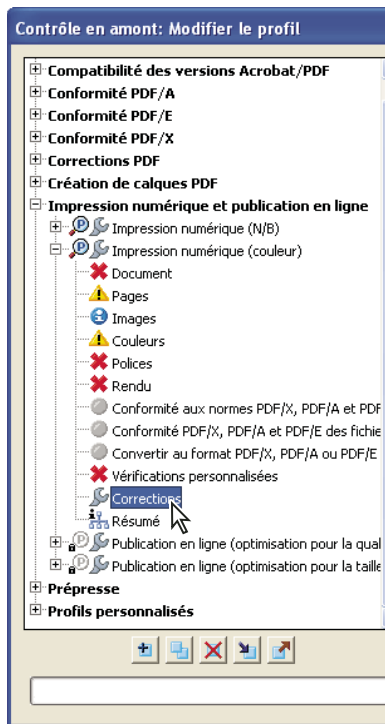 Contrôle en amont: Modifier le profil
Compatibilité des versions Acrobat/PDF
Conformité PDF/A
Conformité PDF/E
Conformité PDF/X
Corrections PDF
Création de calques PDF
Impression numérique et publication en ligne
Impression numérique (N/B)
Impression numérique (couleur)
Document
Pages
Images
Couleurs
Polices
Rendu
Conformité aux normes PDF/X, PDF/A et PDF
Conformité PDF/X, PDF/A et PDF/E des fichie
Convertir au format PDF/X, PDF/A ou PDF/E
Vérifications personnalisées
Corrections
Résumé
Publication en ligne (optimisation pour la qual
Publication en ligne (optimisation pour la taille
Prépresse
Profils personnalisés